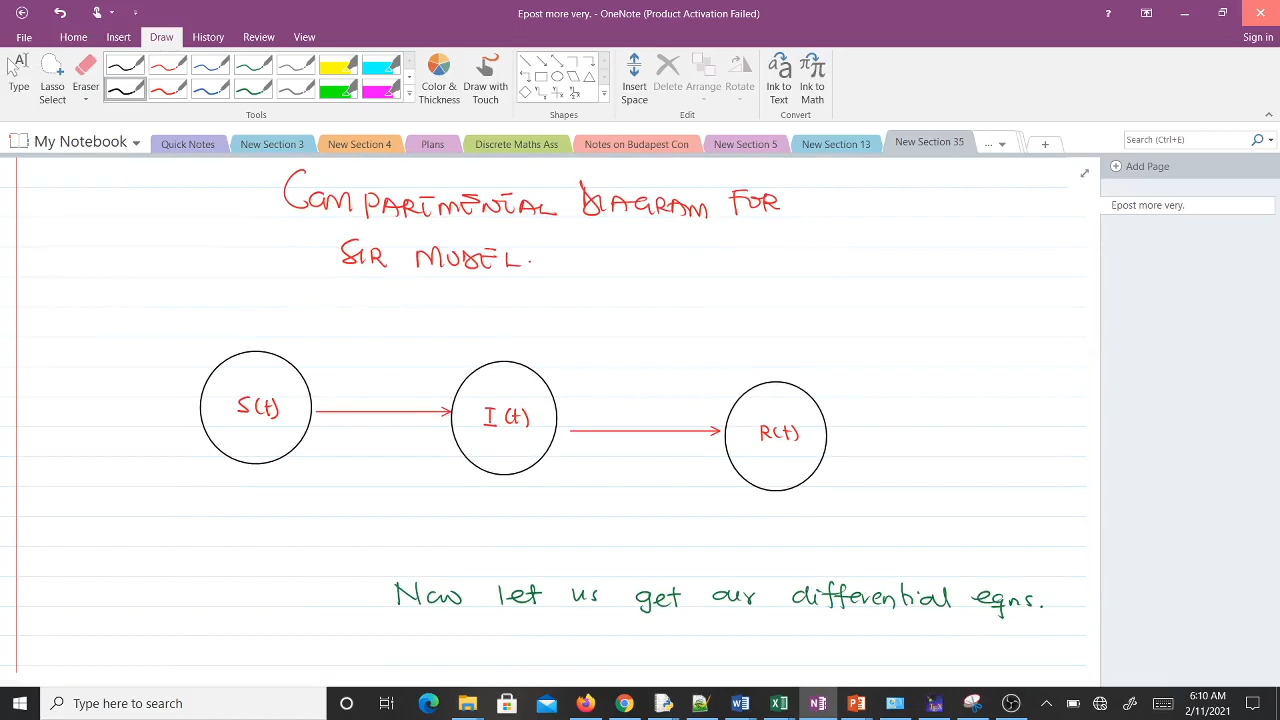 Epost more very. - OneNote (Product Activation Failed)
?
File Home Insert Draw History Review View Sign in
Type
Lasso Select
Eraser
Color & Thickness
Draw with Touch
Insert Space
Delete Arrange Rotate
Ink to Text
Ink to Math
Tools Shapes Edit Convert
My Notebook Quick Notes New Section 3 New Section 4 Plans Discrete Maths Ass Notes on Budapest Con New Section 5 New Section 13 New Section 35 ... Search (Ctrl+E)
Add Page
Epost more very.
COMPARTIMENTAL DIAGRAM FOR
SIR MODEL.
S(t) I(t) R(t)
Now let us get our differential eqns.
Type here to search
6:10 AM
2/11/2021